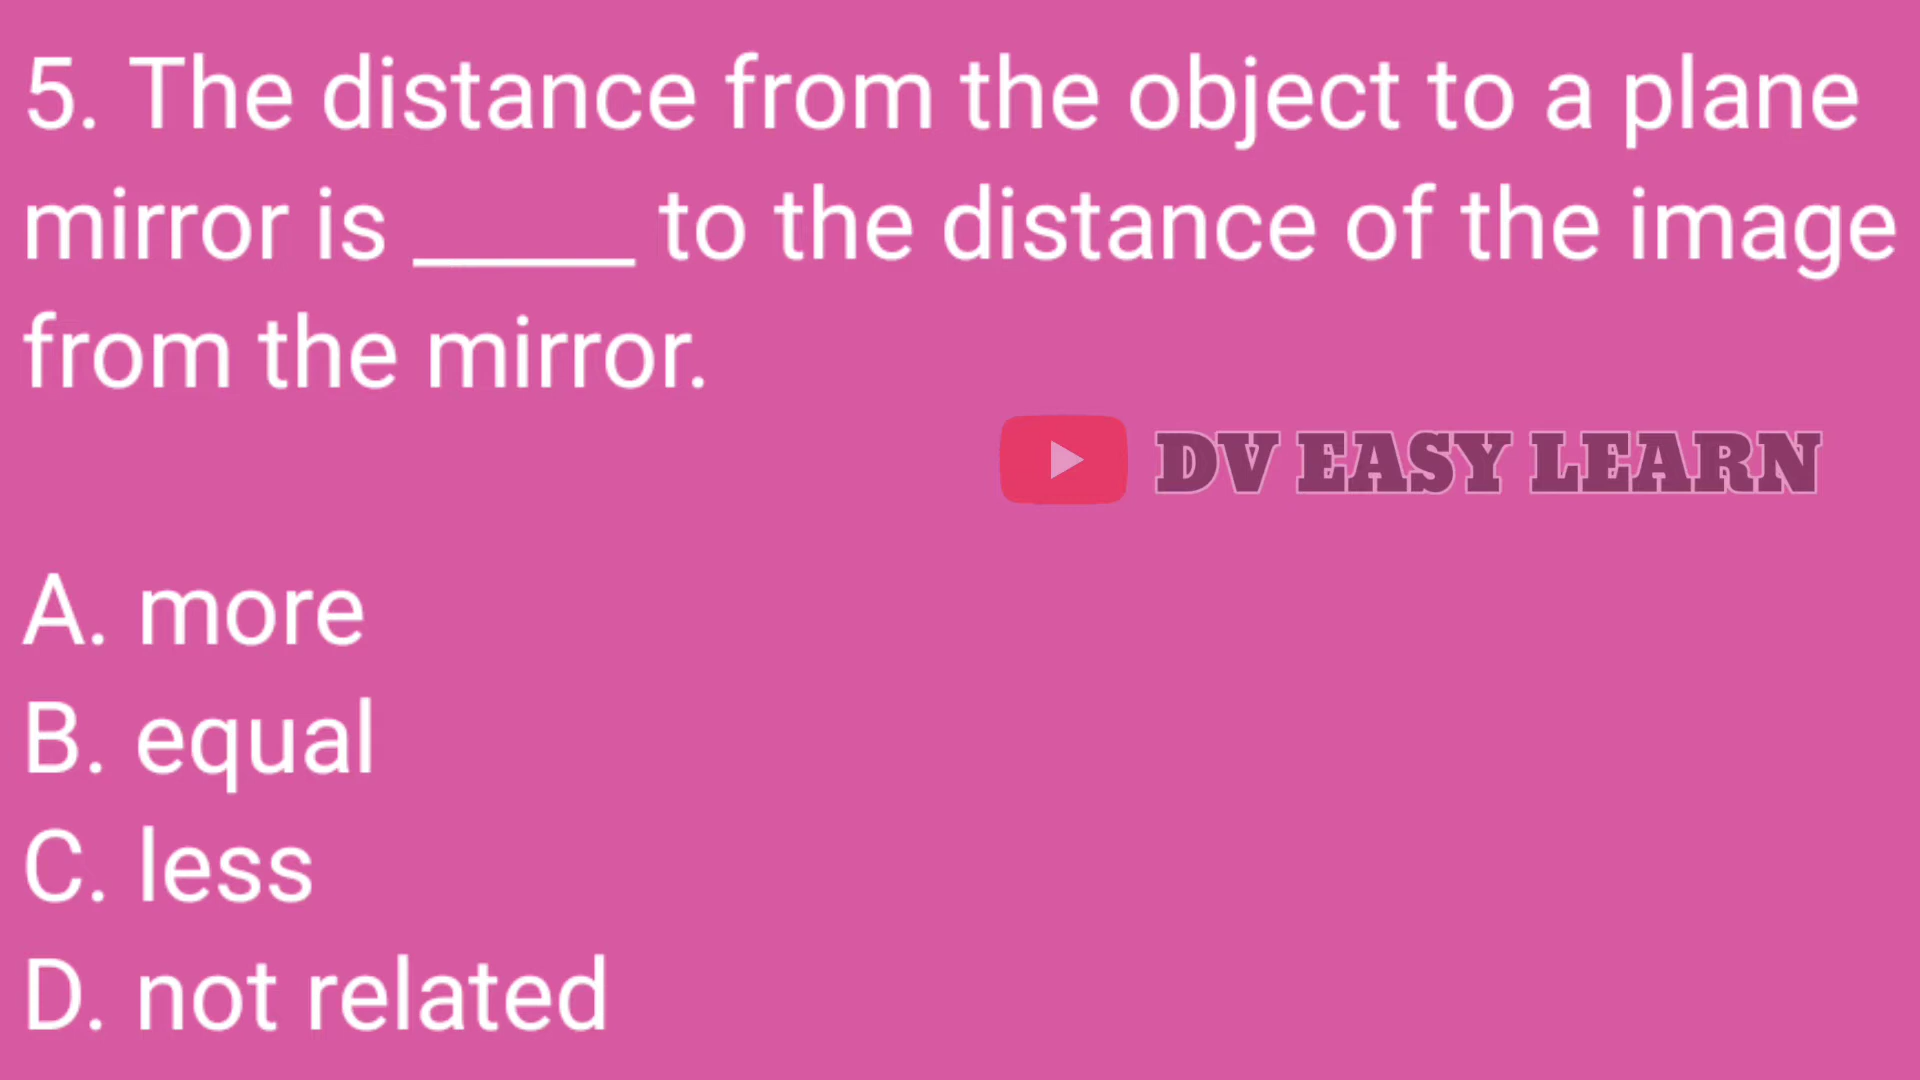 5. The distance from the object to a plane
mirror is _____ to the distance of the image
from the mirror.
DV EASY LEARN
A. more
B. equal
C. less
D. not related